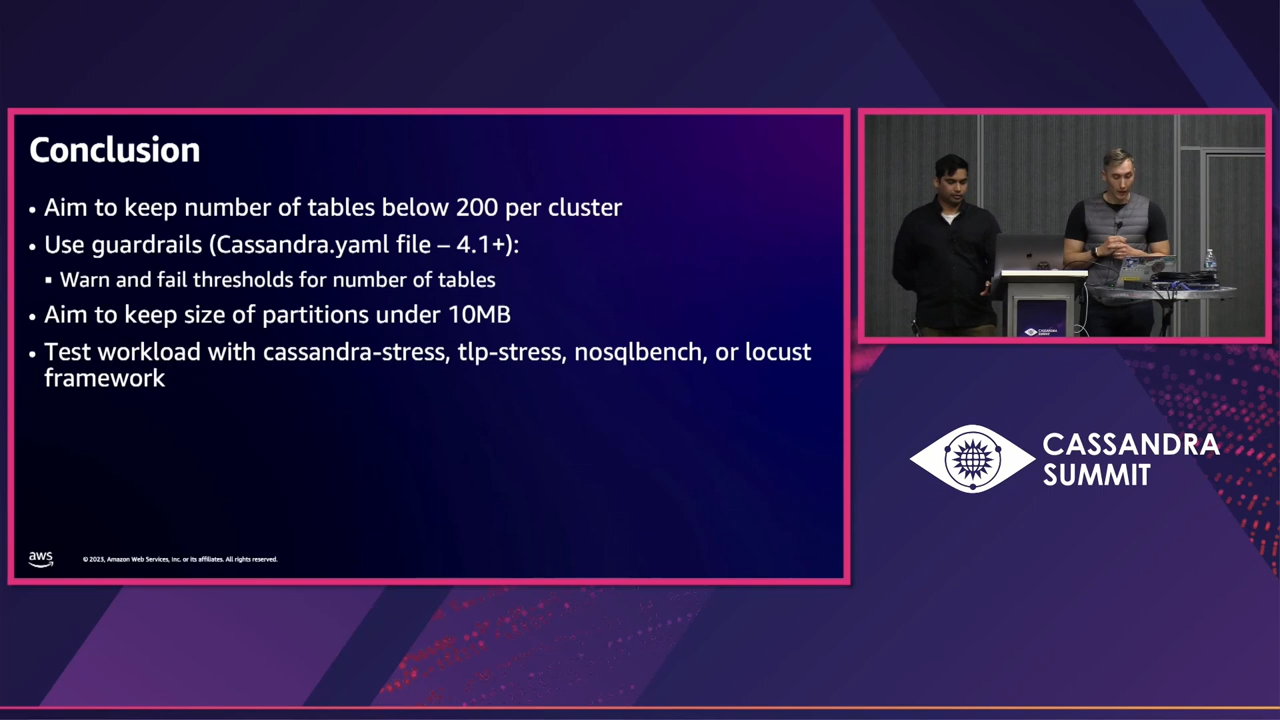 Conclusion
• Aim to keep number of tables below 200 per cluster
• Use guardrails (Cassandra.yaml file – 4.1+):
▪ Warn and fail thresholds for number of tables
• Aim to keep size of partitions under 10MB
• Test workload with cassandra-stress, tlp-stress, nosqlbench, or locust
framework
aws
© 2023, Amazon Web Services, Inc. or its affiliates. All rights reserved.
CASSANDRA
SUMMIT